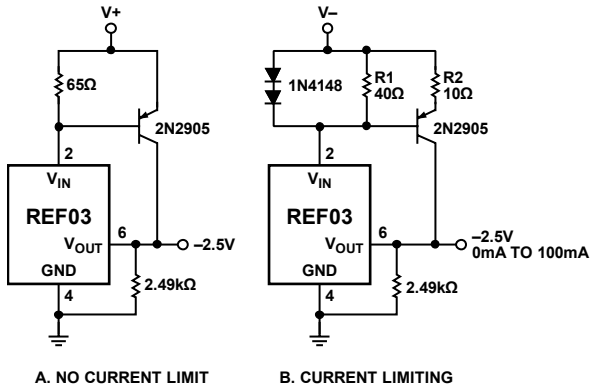 V+
65Ω
2N2905
2
VIN
REF03
VOUT
6
–2.5V
GND
4
2.49kΩ
A. NO CURRENT LIMIT
V–
1N4148
R1
40Ω
R2
10Ω
2N2905
2
VIN
REF03
VOUT
6
–2.5V
0mA TO 100mA
GND
4
2.49kΩ
B. CURRENT LIMITING